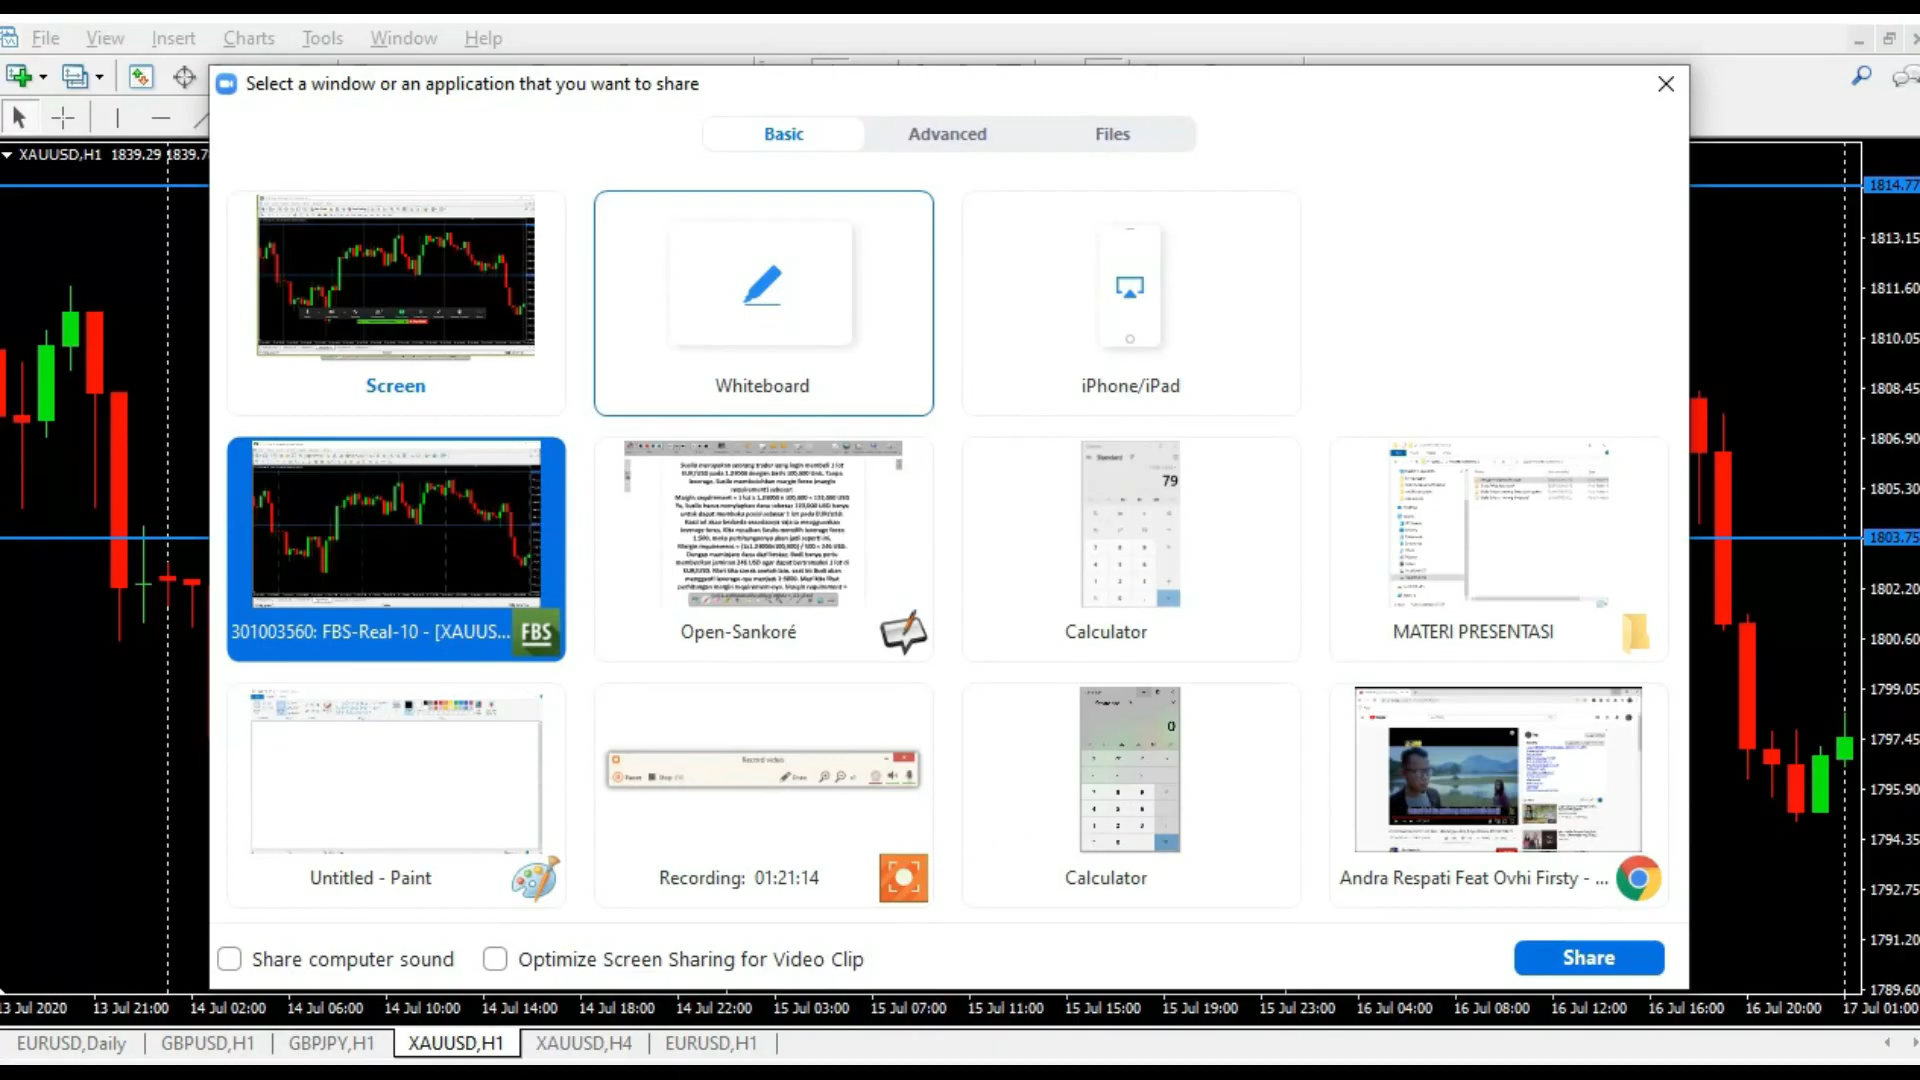 File View Insert Charts Tools Window Help
Select a window or an application that you want to share
Basic Advanced Files
XAUUSD,H1 1839.29 1839.7
1814.77
1813.15
1811.60
1810.05
1808.45
1806.90
1805.30
1803.75
1802.20
1800.60
1799.05
1797.45
1795.90
1794.35
1792.75
1791.20
1789.60
Screen
Whiteboard
iPhone/iPad
301003560: FBS-Real-10 - [XAUUS...
FBS
Open-Sankoré
Standard
79
Calculator
MATERI PRESENTASI
Untitled - Paint
Record video
Recording: 01:21:14
0
Calculator
Andra Respati Feat Ovhi Firsty - ...
Share computer sound
Optimize Screen Sharing for Video Clip
Share
13 Jul 2020 13 Jul 21:00 14 Jul 02:00 14 Jul 06:00 14 Jul 10:00 14 Jul 14:00 14 Jul 18:00 14 Jul 22:00 15 Jul 03:00 15 Jul 07:00 15 Jul 11:00 15 Jul 15:00 15 Jul 19:00 15 Jul 23:00 16 Jul 04:00 16 Jul 08:00 16 Jul 12:00 16 Jul 16:00 16 Jul 20:00 17 Jul 01:00
EURUSD,Daily GBPUSD,H1 GBPJPY,H1 XAUUSD,H1 XAUUSD,H4 EURUSD,H1